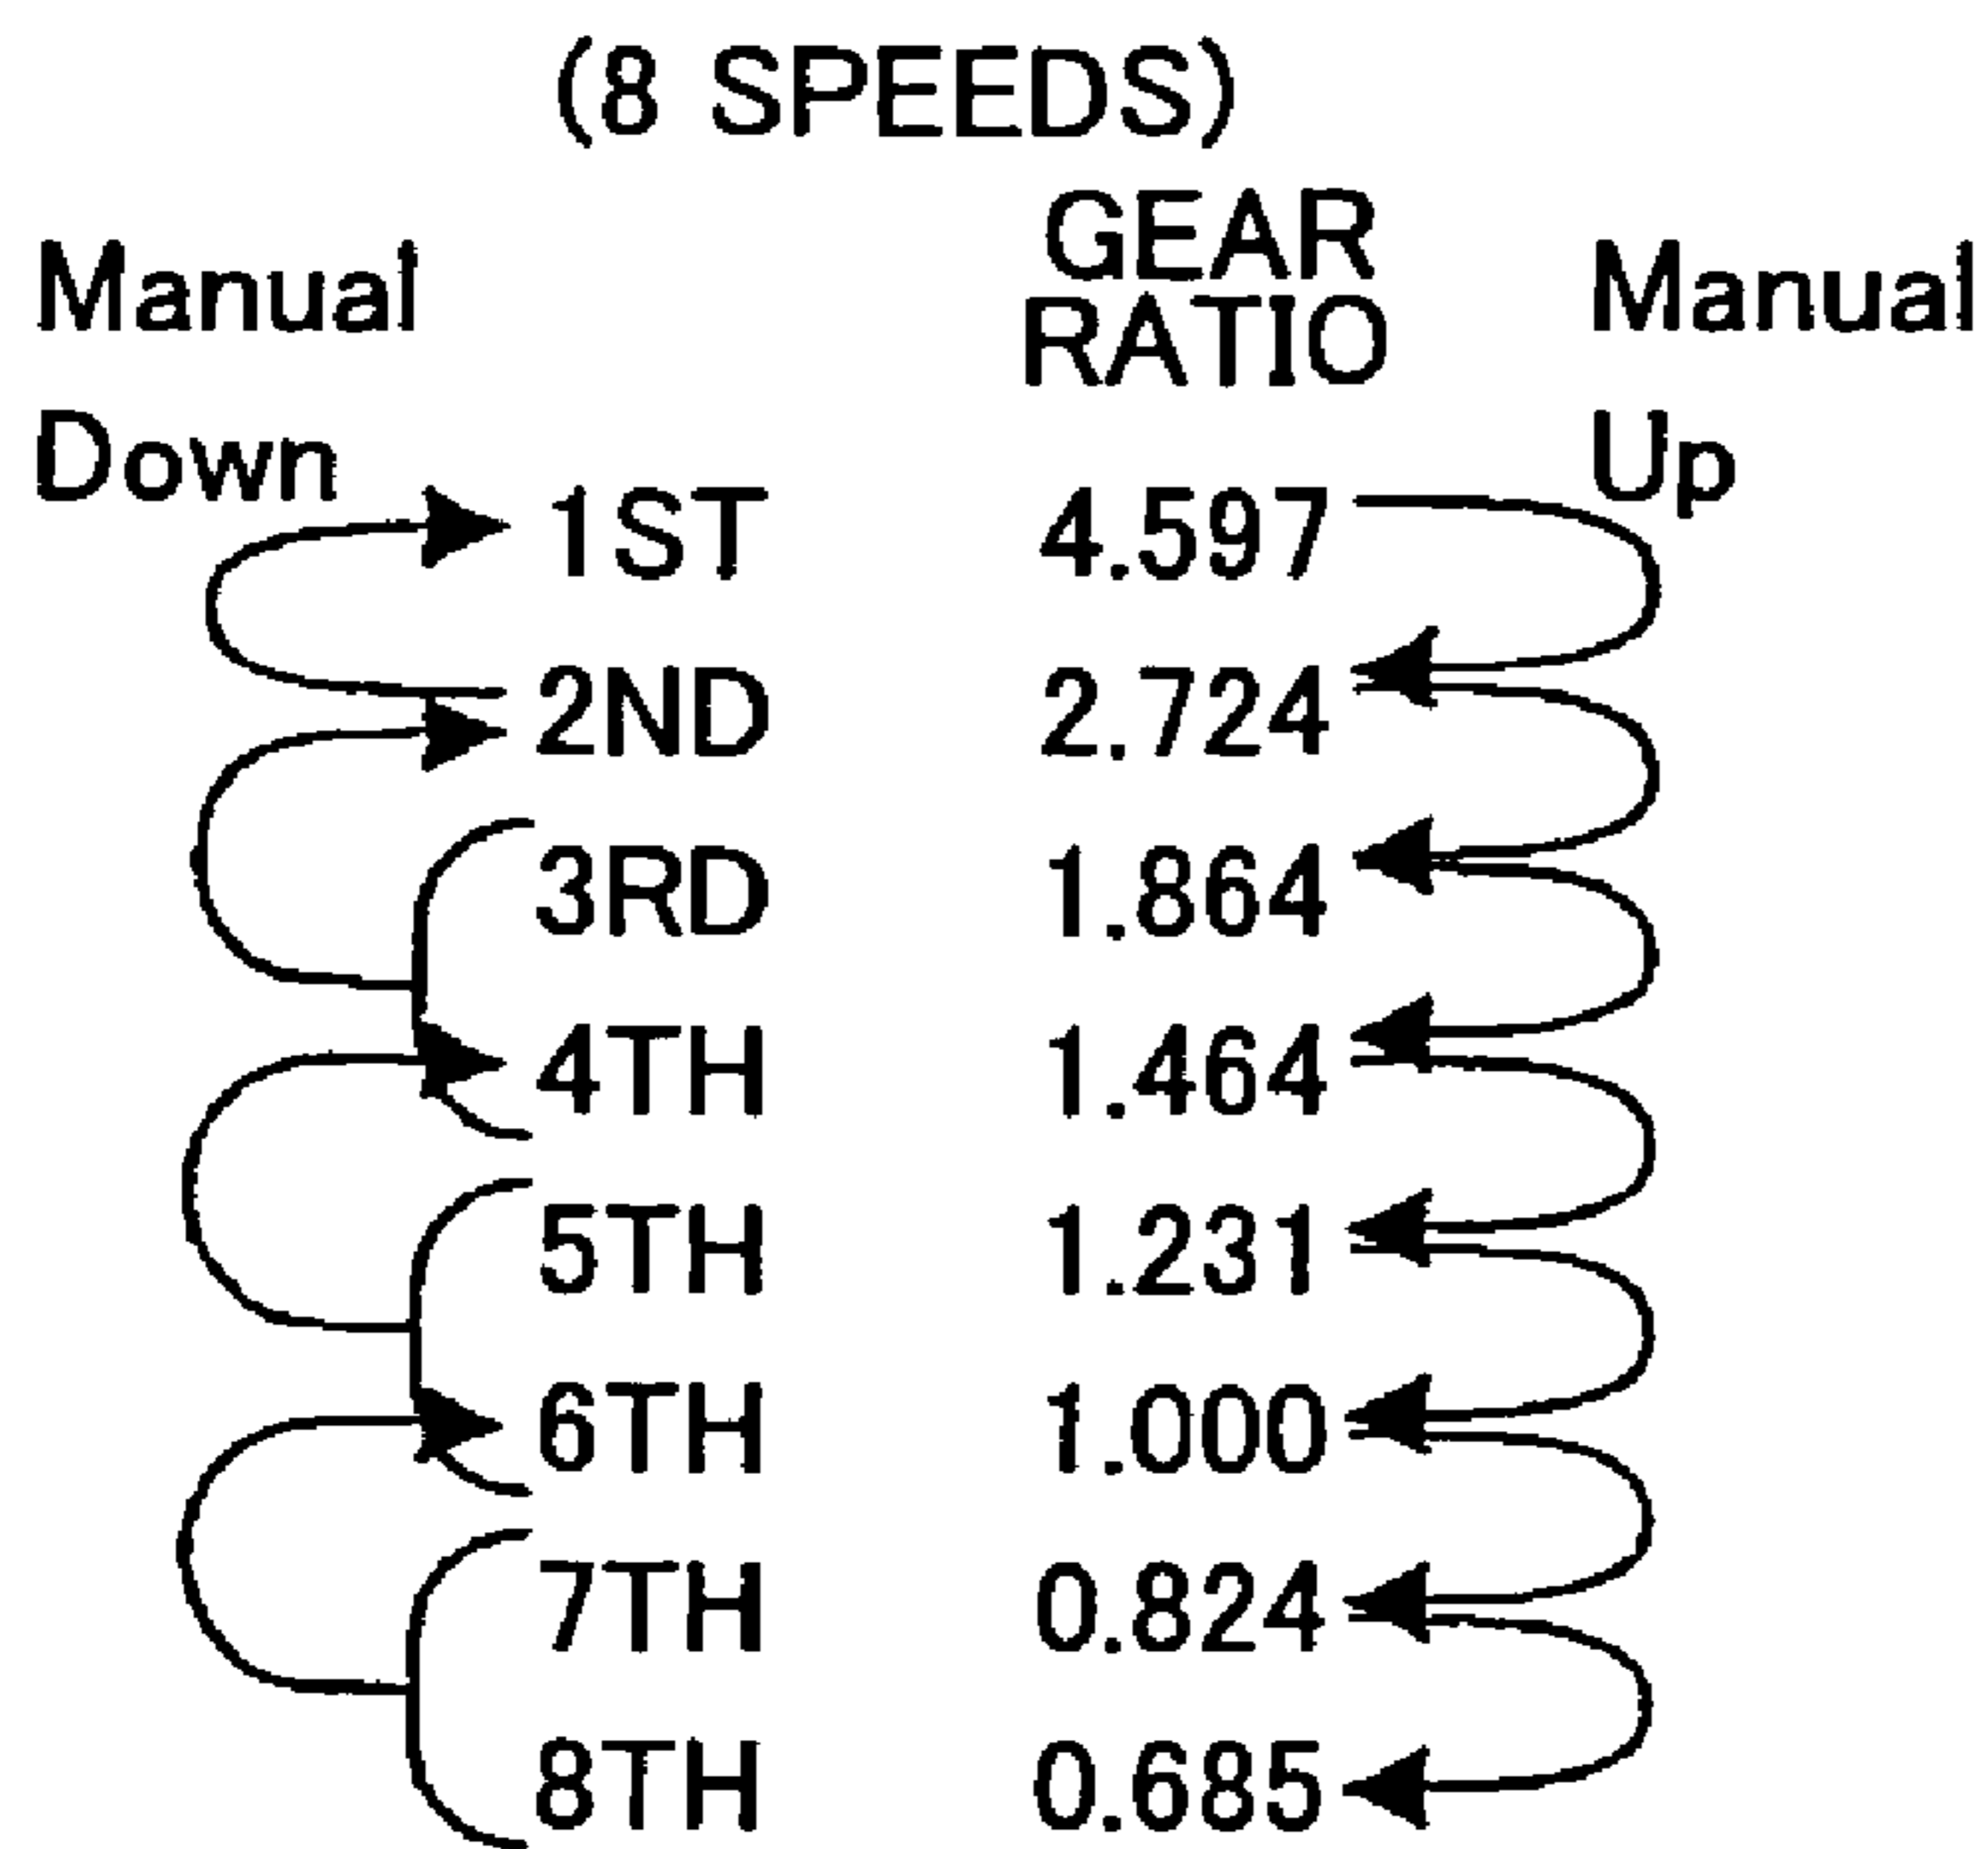 (8 SPEEDS)
GEAR
Manual Manual
RATIO
Down Up
1ST 4.597
2ND 2.724
3RD 1.864
4TH 1.464
5TH 1.231
6TH 1.000
7TH 0.824
8TH 0.685